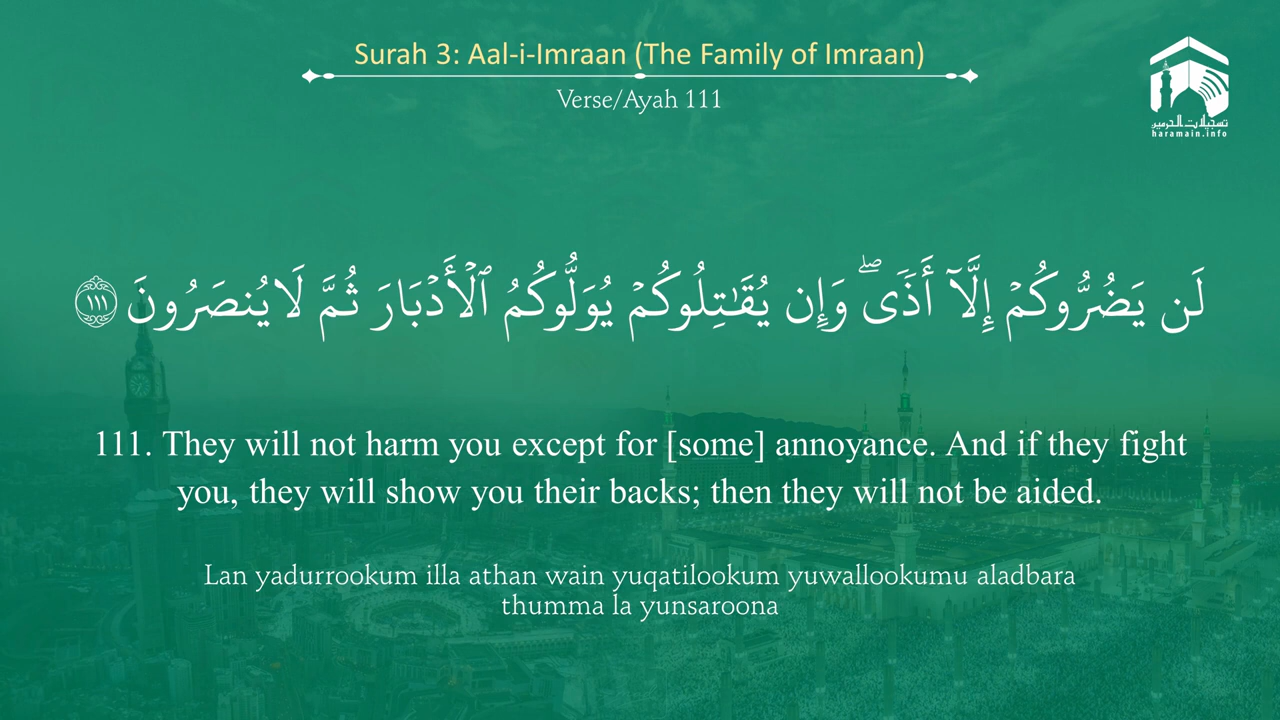 Surah 3: Aal-i-Imraan (The Family of Imraan)
Verse/Ayah 111
تسجيلات الحرمين
haramain.info
لَن يَضُرُّوكُمْ إِلَّآ أَذًى ۖ وَإِن يُقَـٰتِلُوكُمْ يُوَلُّوكُمُ ٱلْأَدْبَارَ ثُمَّ لَا يُنصَرُونَ ١١١
111. They will not harm you except for [some] annoyance. And if they fight
you, they will show you their backs; then they will not be aided.
Lan yadurrookum illa athan wain yuqatilookum yuwallookumu aladbara
thumma la yunsaroona